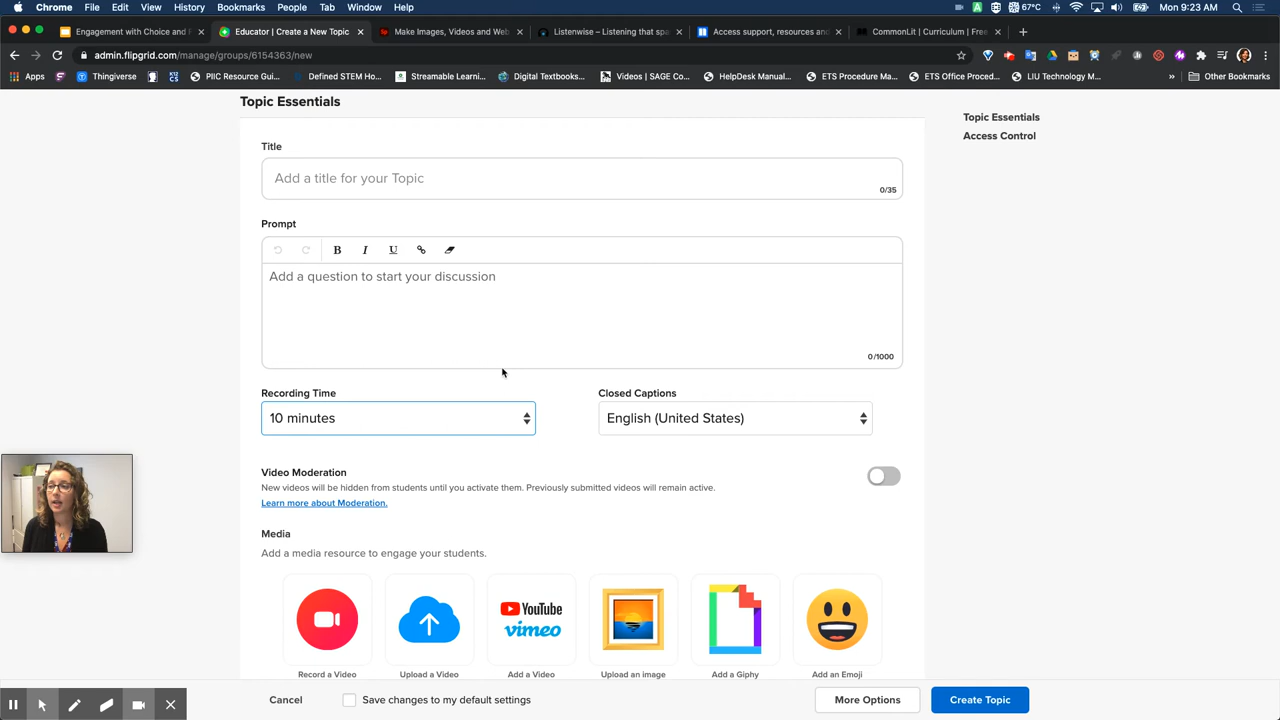 Chrome File Edit View History Bookmarks People Tab Window Help 67°C Mon 9:23 AM
Engagement with Choice and F Educator | Create a New Topic Make Images, Videos and Web Listenwise – Listening that spa Access support, resources and CommonLit | Curriculum | Free
admin.flipgrid.com/manage/groups/6154363/new
Apps Thingiverse PIIC Resource Gui... Defined STEM Ho... Streamable Learni... Digital Textbooks... Videos | SAGE Co... HelpDesk Manual... ETS Procedure Ma... ETS Office Proced... LIU Technology M... » Other Bookmarks
Topic Essentials
Topic Essentials
Access Control
Title
Add a title for your Topic
0/35
Prompt
B I U
Add a question to start your discussion
0/1000
Recording Time Closed Captions
10 minutes English (United States)
Video Moderation
New videos will be hidden from students until you activate them. Previously submitted videos will remain active.
Learn more about Moderation.
Media
Add a media resource to engage your students.
YouTube
vimeo
Record a Video Upload a Video Add a Video Upload an image Add a Giphy Add an Emoji
Cancel Save changes to my default settings More Options Create Topic